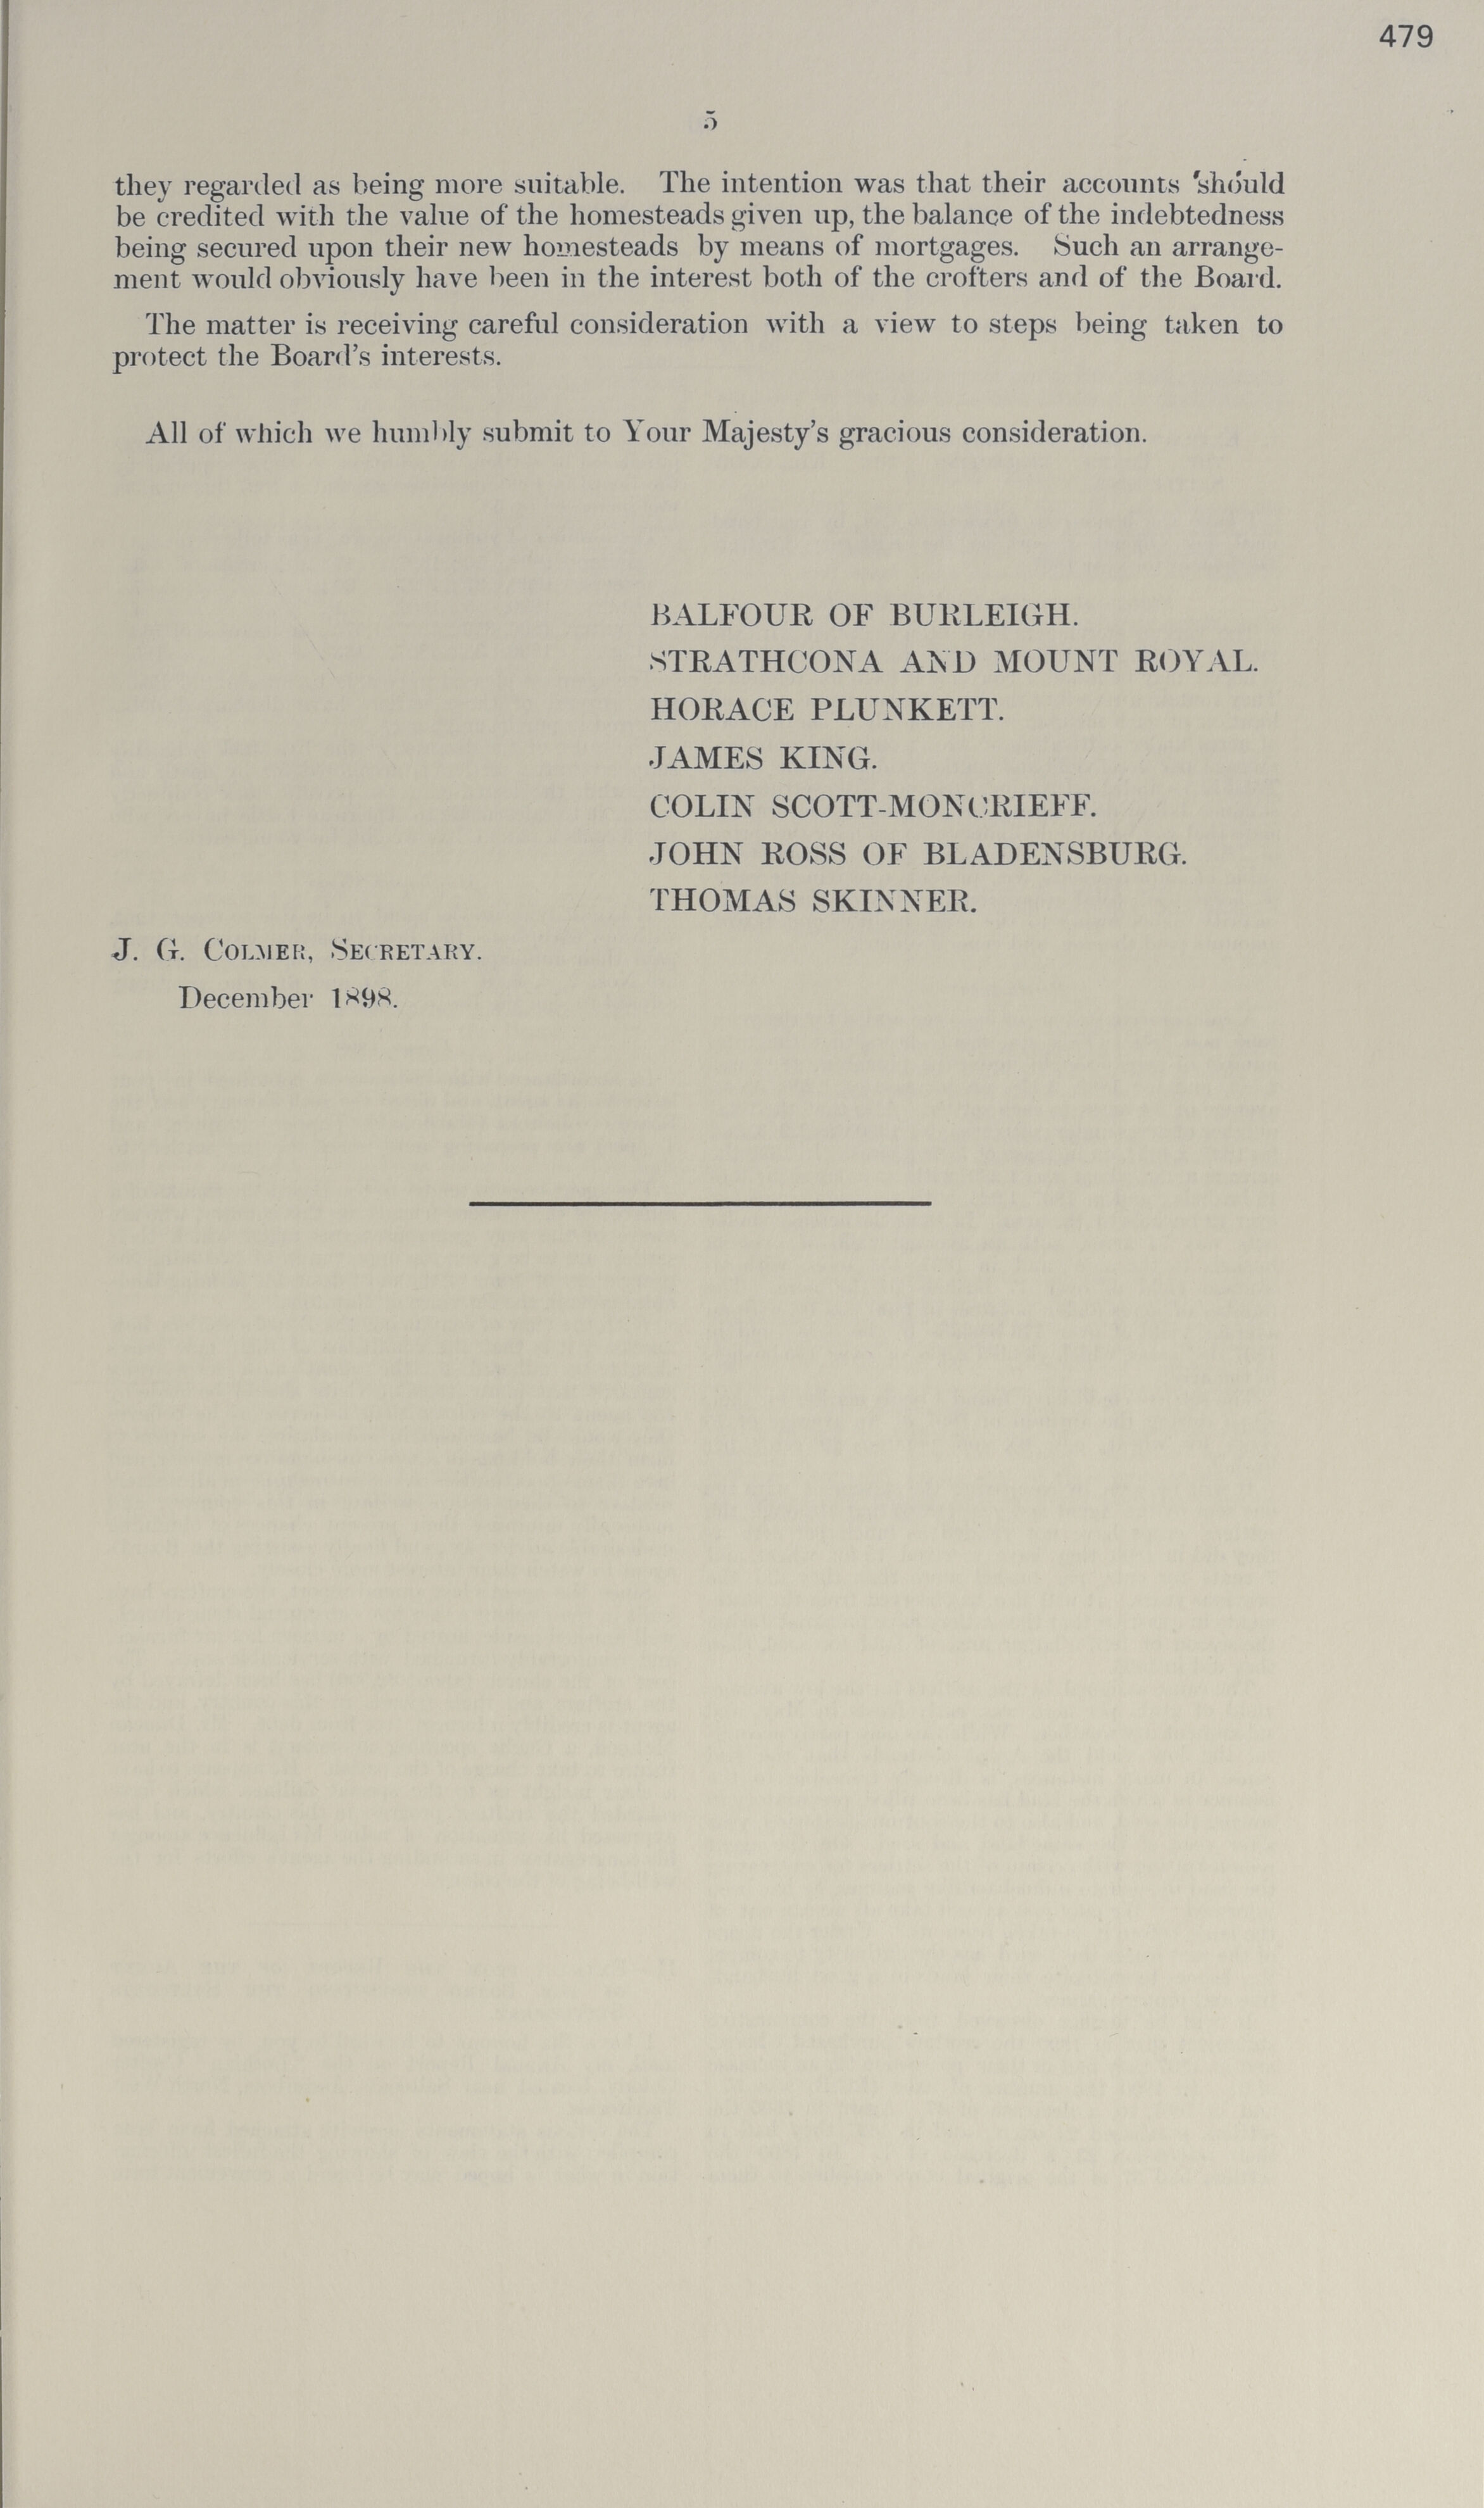 479
5
they regarded as being more suitable. The intention was that their accounts should
be credited with the value of the homesteads given up, the balance of the indebtedness
being secured upon their new homesteads by means of mortgages. Such an arrange-
ment would obviously have been in the interest both of the crofters and of the Board.
The matter is receiving careful consideration with a view to steps being taken to
protect the Board's interests.
All of which we humbly submit to Your Majesty's gracious consideration.
BALFOUR OF BURLEIGH.
STRATHCONA AND MOUNT ROYAL.
HORACE PLUNKETT.
JAMES KING.
COLIN SCOTT-MONCRIEFF.
JOHN ROSS OF BLADENSBURG.
THOMAS SKINNER.
J. G. COLMER, SECRETARY.
December 1898.